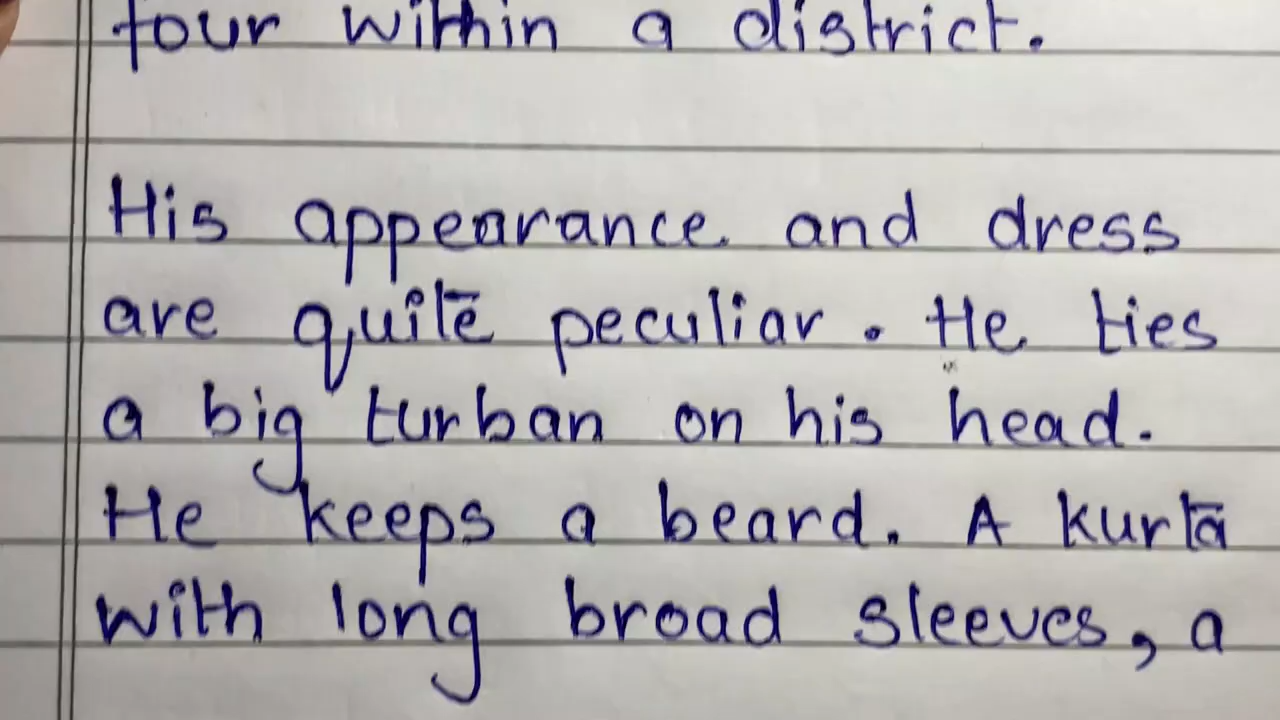 four within a district.
His appearance and dress
are quite peculiar. He ties
a big turban on his head.
He keeps a beard. A kurta
with long broad sleeves, a